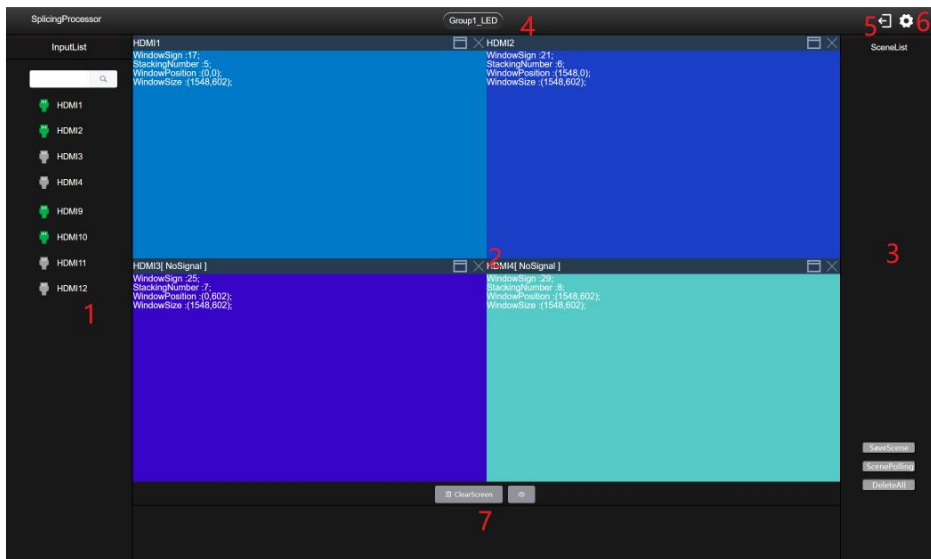 SplicingProcessor
Group1_LED
4
5
6
InputList
HDMI1
HDMI2
HDMI3
HDMI4
HDMI9
HDMI10
HDMI11
HDMI12
1
HDMI1
WindowSign :17;
StackingNumber :5;
WindowPosition :(0,0);
WindowSize :(1548,602);
HDMI2
WindowSign :21;
StackingNumber :6;
WindowPosition :(1548,0);
WindowSize :(1548,602);
2
HDMI3[ NoSignal ]
WindowSign :25;
StackingNumber :7;
WindowPosition :(0,602);
WindowSize :(1548,602);
HDMI4[ NoSignal ]
WindowSign :29;
StackingNumber :8;
WindowPosition :(1548,602);
WindowSize :(1548,602);
ClearScreen
7
SceneList
3
SaveScene
ScenePolling
DeleteAll